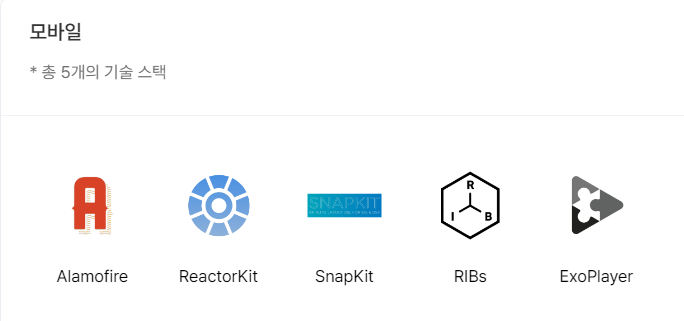 모바일
* 총 5개의 기술 스택
A
SNAPKIT
R
I B
Alamofire ReactorKit SnapKit RIBs ExoPlayer